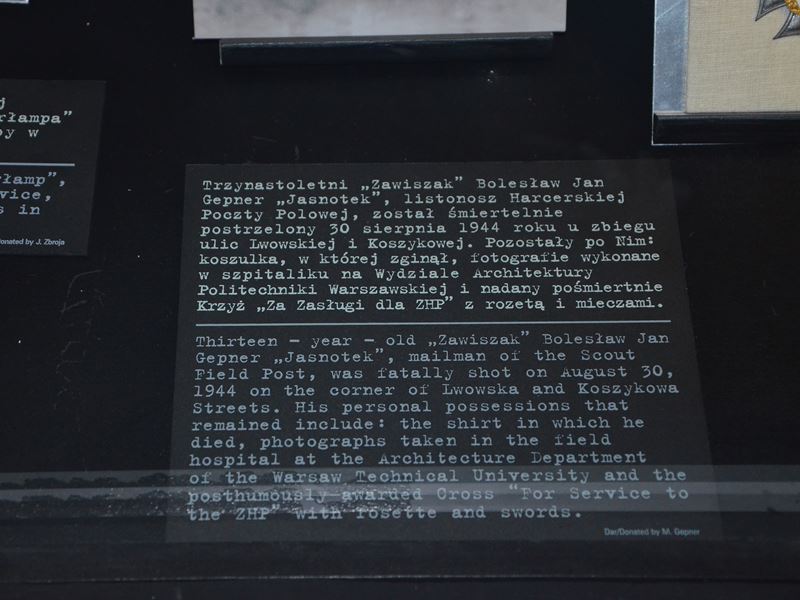 j
rłampa”
by w
rłamp”,
vice,
s in
onated by J. Zbroja
Trzynastoletni „Zawiszak” Bolesław Jan
Gepner „Jasnotek”, listonosz Harcerskiej
Poczty Polowej, został śmiertelnie
postrzelony 30 sierpnia 1944 roku u zbiegu
ulic Lwowskiej i Koszykowej. Pozostały po Nim:
koszulka, w której zginął, fotografie wykonane
w szpitaliku na Wydziale Architektury
Politechniki Warszawskiej i nadany pośmiertnie
Krzyż „Za Zasługi dla ZHP” z rozetą i mieczami.
Thirteen – year – old „Zawiszak” Bolesław Jan
Gepner „Jasnotek”, mailman of the Scout
Field Post, was fatally shot on August 30,
1944 on the corner of Lwowska and Koszykowa
Streets. His personal possessions that
remained include: the shirt in which he
died, photographs taken in the field
hospital at the Architecture Department
of the Warsaw Technical University and the
posthumously awarded Cross “For Service to
the ZHP” with rosette and swords.
Dar/Donated by M. Gepner